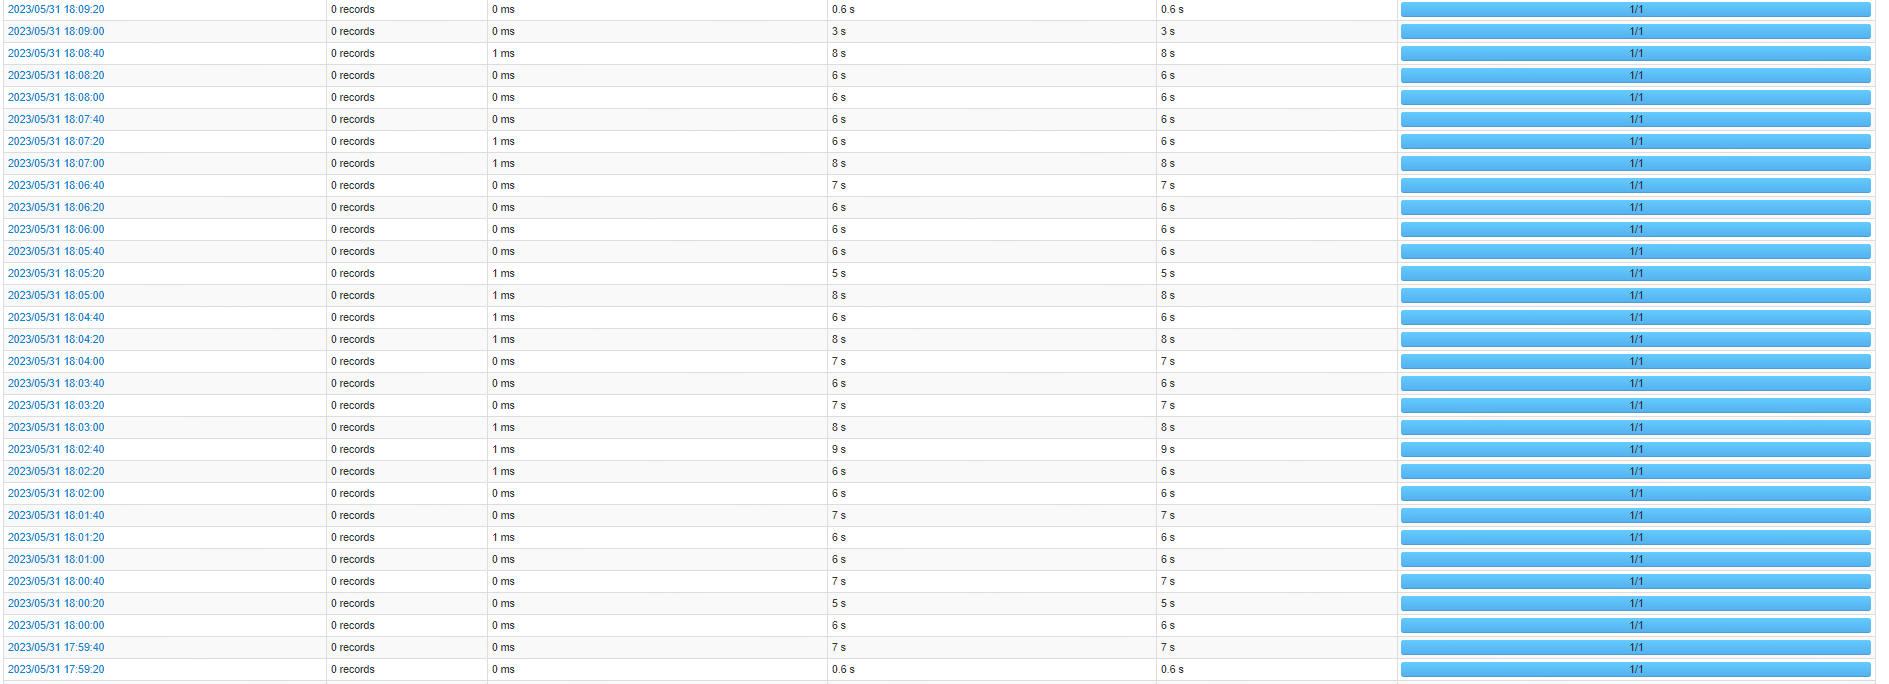 2023/05/31 18:09:20 0 records 0 ms 0.6 s 0.6 s 1/1
2023/05/31 18:09:00 0 records 0 ms 3 s 3 s 1/1
2023/05/31 18:08:40 0 records 1 ms 8 s 8 s 1/1
2023/05/31 18:08:20 0 records 0 ms 6 s 6 s 1/1
2023/05/31 18:08:00 0 records 0 ms 6 s 6 s 1/1
2023/05/31 18:07:40 0 records 0 ms 6 s 6 s 1/1
2023/05/31 18:07:20 0 records 1 ms 6 s 6 s 1/1
2023/05/31 18:07:00 0 records 1 ms 8 s 8 s 1/1
2023/05/31 18:06:40 0 records 0 ms 7 s 7 s 1/1
2023/05/31 18:06:20 0 records 0 ms 6 s 6 s 1/1
2023/05/31 18:06:00 0 records 0 ms 6 s 6 s 1/1
2023/05/31 18:05:40 0 records 0 ms 6 s 6 s 1/1
2023/05/31 18:05:20 0 records 1 ms 5 s 5 s 1/1
2023/05/31 18:05:00 0 records 1 ms 8 s 8 s 1/1
2023/05/31 18:04:40 0 records 1 ms 6 s 6 s 1/1
2023/05/31 18:04:20 0 records 1 ms 8 s 8 s 1/1
2023/05/31 18:04:00 0 records 0 ms 7 s 7 s 1/1
2023/05/31 18:03:40 0 records 0 ms 6 s 6 s 1/1
2023/05/31 18:03:20 0 records 0 ms 7 s 7 s 1/1
2023/05/31 18:03:00 0 records 1 ms 8 s 8 s 1/1
2023/05/31 18:02:40 0 records 1 ms 9 s 9 s 1/1
2023/05/31 18:02:20 0 records 1 ms 6 s 6 s 1/1
2023/05/31 18:02:00 0 records 0 ms 6 s 6 s 1/1
2023/05/31 18:01:40 0 records 0 ms 7 s 7 s 1/1
2023/05/31 18:01:20 0 records 1 ms 6 s 6 s 1/1
2023/05/31 18:01:00 0 records 0 ms 6 s 6 s 1/1
2023/05/31 18:00:40 0 records 0 ms 7 s 7 s 1/1
2023/05/31 18:00:20 0 records 0 ms 5 s 5 s 1/1
2023/05/31 18:00:00 0 records 0 ms 6 s 6 s 1/1
2023/05/31 17:59:40 0 records 0 ms 7 s 7 s 1/1
2023/05/31 17:59:20 0 records 0 ms 0.6 s 0.6 s 1/1